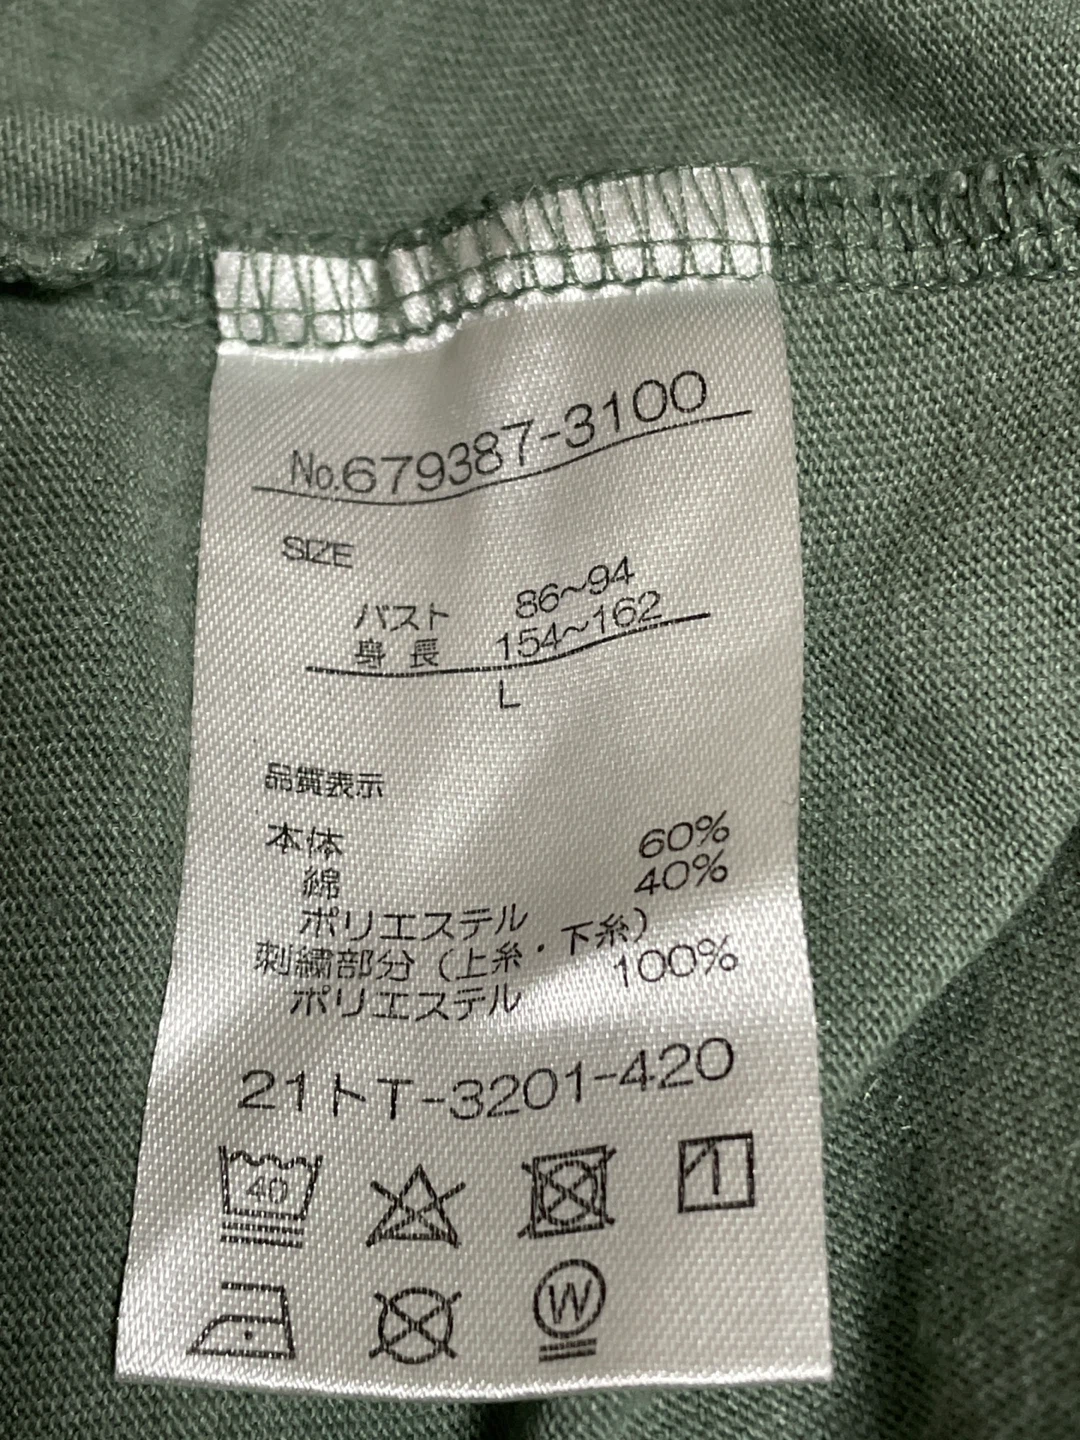 No.679387-3100
SIZE
バスト 86~94
身長 154~162
L
品質表示
本体 60%
綿 40%
ポリエステル
刺繍部分(上糸・下糸)
ポリエステル 100%
21トT-3201-420
40
W